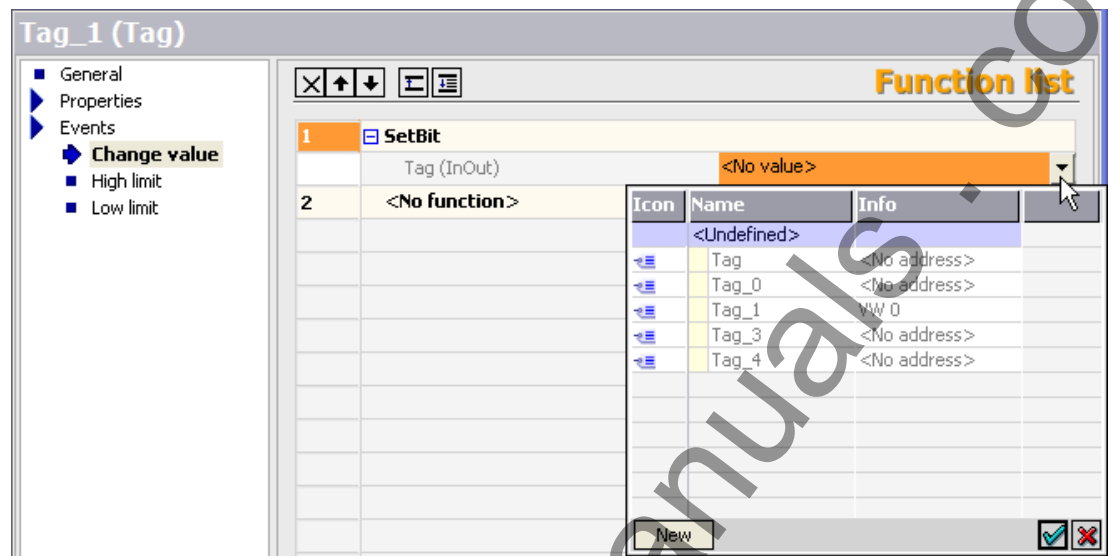 Tag_1 (Tag)
General
Properties
Events
Change value
High limit
Low limit
Function list
1 SetBit
Tag (InOut) <No value>
2 <No function>
Icon Name Info
<Undefined>
Tag <No address>
Tag_0 <No address>
Tag_1 VW 0
Tag_3 <No address>
Tag_4 <No address>
New
anuals.co